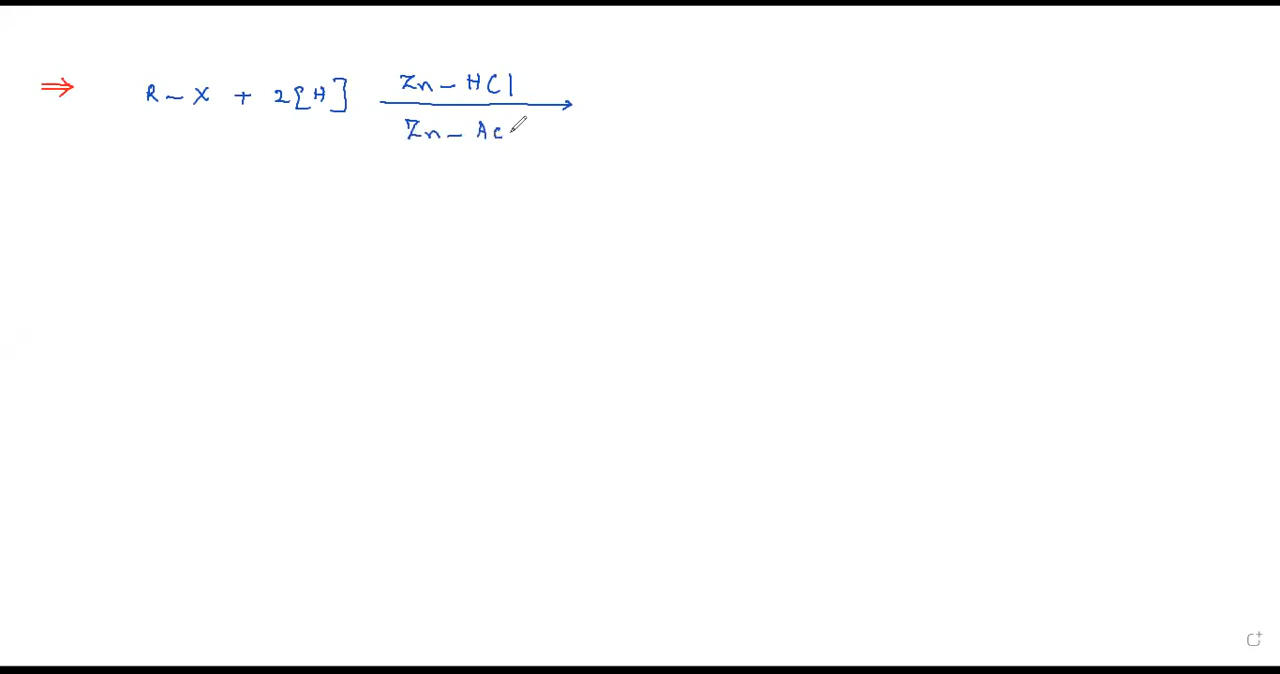 ⇒ R - X + 2[H] Zn - HCl →
Zn - Ac